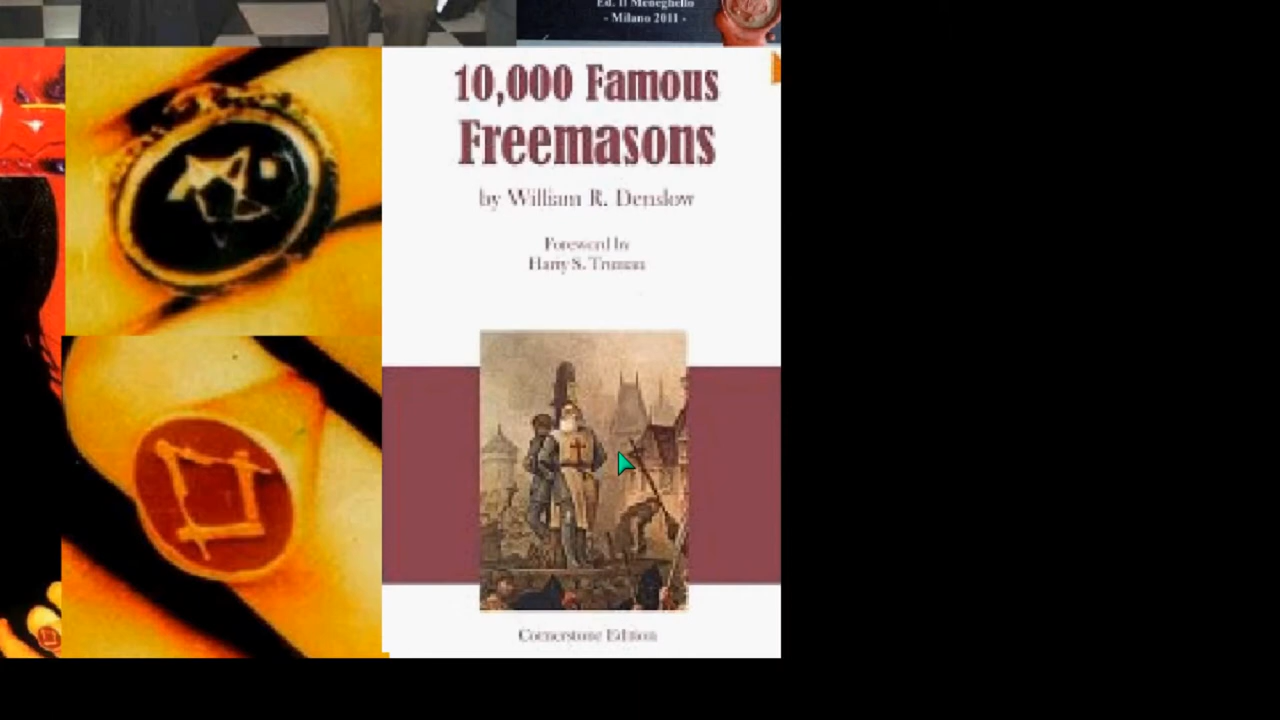 Ed. Il Meneghello
- Milano 2011 -
10,000 Famous
Freemasons
by William R. Denslow
Foreword by
Harry S. Truman
Cornerstone Edition